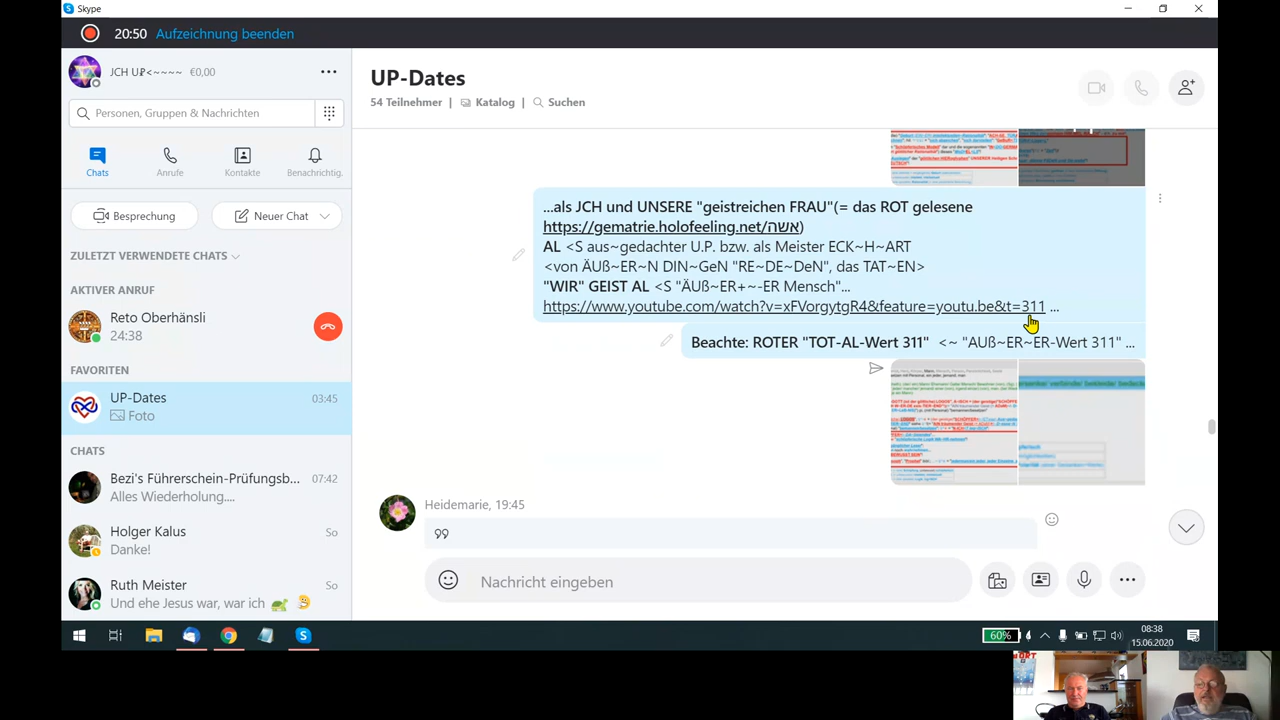 Skype
20:50 Aufzeichnung beenden
€0,00
Personen, Gruppen & Nachrichten
Chats
Anrufe
Kontakte
Besprechung
Neuer Chat
ZULETZT VERWENDETE CHATS
AKTIVER ANRUF
Reto Oberhänsli
24:38
FAVORITEN
UP-Dates
03:45
Foto
CHATS
Bezi's Führerschein-Prüfungsb...
07:42
Alles Wiederholung....
Holger Kalus
So
Danke!
Ruth Meister
So
Und ehe Jesus war, war ich
UP-Dates
54 Teilnehmer | Katalog | Suchen
...als JCH und UNSERE "geistreichen FRAU"(= das ROT gelesene
https://gematrie.holofeeling.net/אשה)
AL <S aus~gedachter U.P. bzw. als Meister ECK~H~ART
<von ÄUß~ER~N DIN~GeN "RE~DE~DeN", das TAT~EN>
"WIR" GEIST AL <S "ÄUß~ER+~-ER Mensch"...
https://www.youtube.com/watch?v=xFVorgytgR4&feature=youtu.be&t=311 ...
Beachte: ROTER "TOT-AL-Wert 311" <~ "AUß~ER~ER-Wert 311" ...
Heidemarie, 19:45
Nachricht eingeben
60%
08:38
15.06.2020